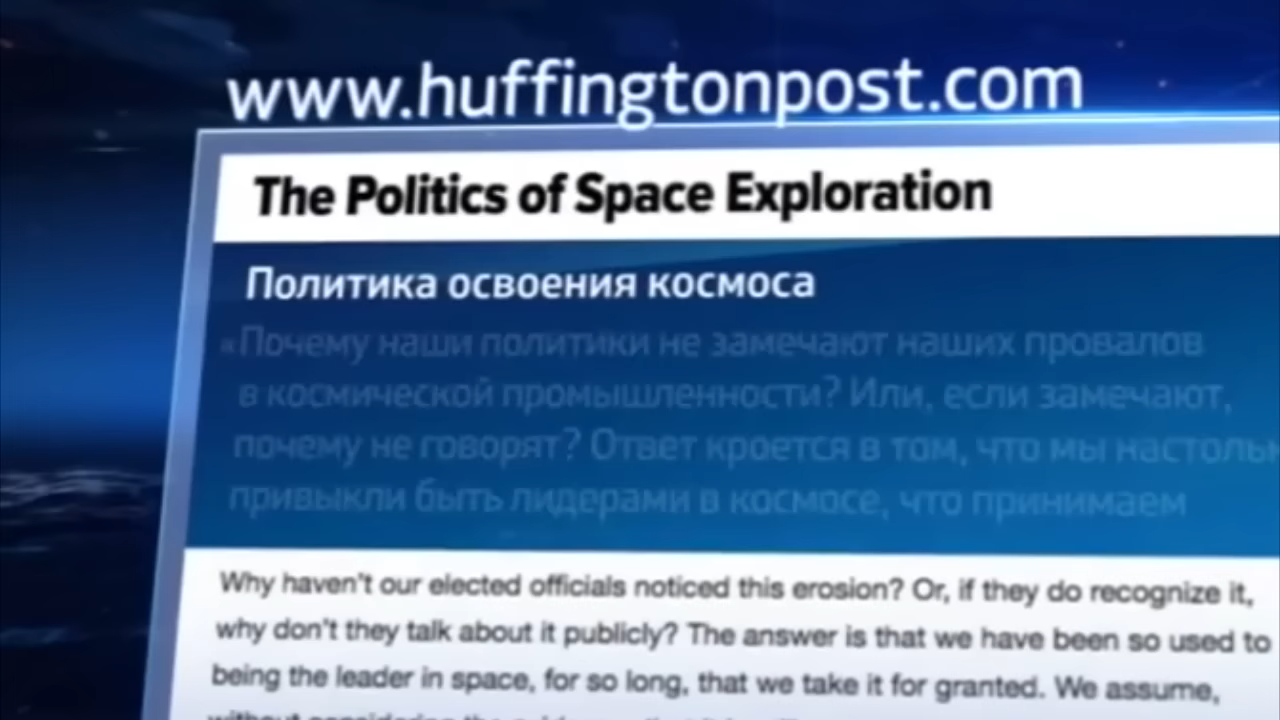 www.huffingtonpost.com
The Politics of Space Exploration
Политика освоения космоса
«Почему наши политики не замечают наших провалов
в космической промышленности? Или, если замечают,
почему не говорят? Ответ кроется в том, что мы
привыкли быть лидерами в космосе, что принимаем
Why haven't our elected officials noticed this erosion? Or, if they do recognize it,
why don't they talk about it publicly? The answer is that we have been so used to
being the leader in space, for so long, that we take it for granted. We assume,